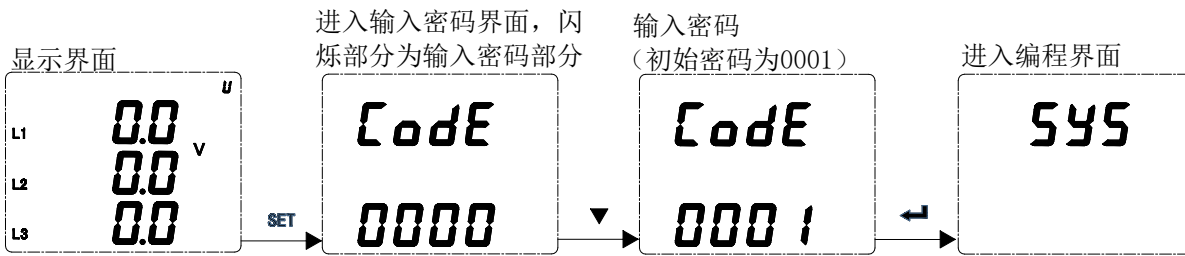 显示界面
U
L1 0.0
V
L2 0.0
L3 0.0
SET
进入输入密码界面，闪
烁部分为输入密码部分
CodE
0000
▼
输入密码
（初始密码为0001）
CodE
0001
进入编程界面
SYS